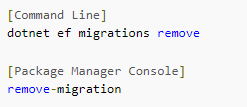 [Command Line]
dotnet ef migrations remove
[Package Manager Console]
remove-migration